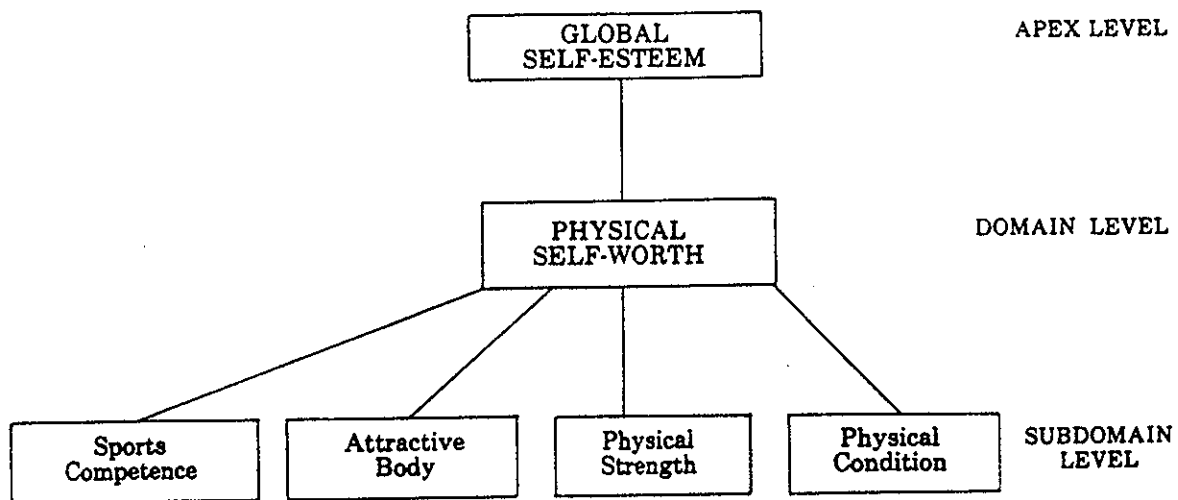 GLOBAL
SELF-ESTEEM
APEX LEVEL
PHYSICAL
SELF-WORTH
DOMAIN LEVEL
Sports
Competence
Attractive
Body
Physical
Strength
Physical
Condition
SUBDOMAIN
LEVEL